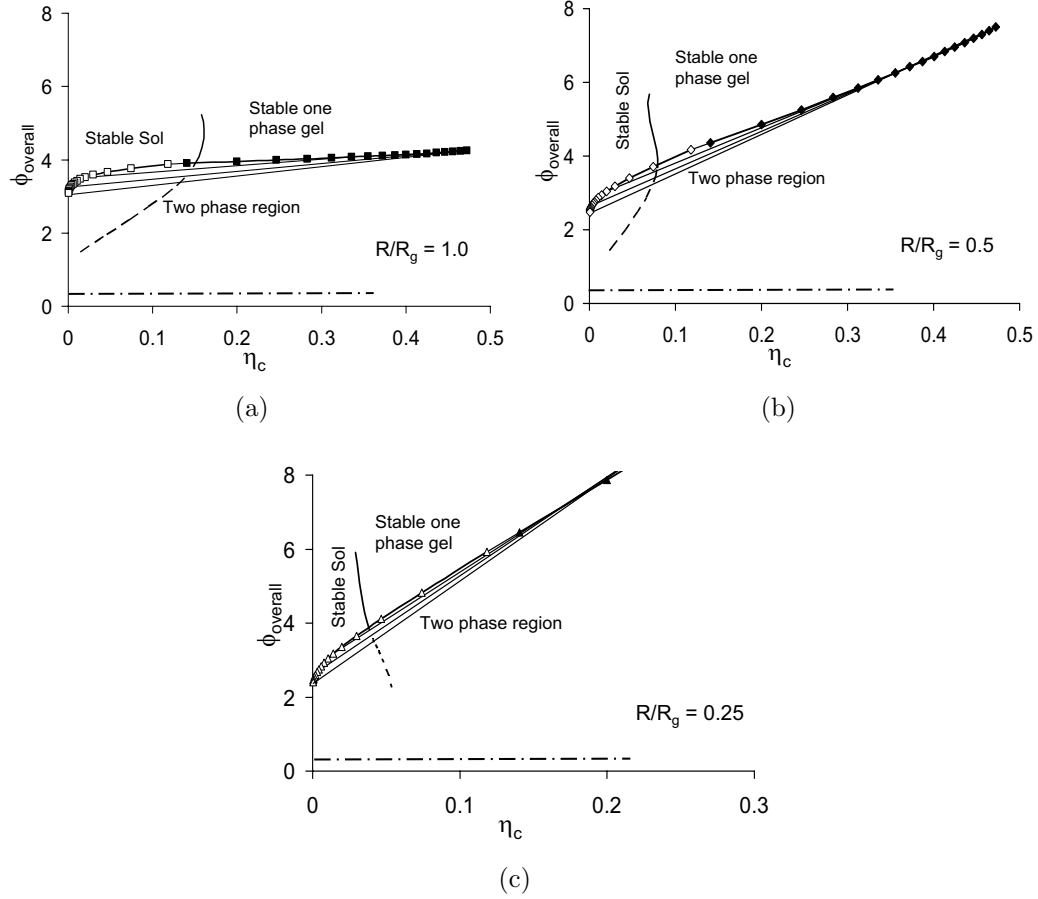 8
6
4
2
0
ϕoverall
Stable Sol
Stable one
phase gel
Two phase region
R/Rg = 1.0
0
0.1
0.2
0.3
0.4
0.5
ηc
(a)
8
6
4
2
0
ϕoverall
Stable Sol
Stable one
phase gel
Two phase region
R/Rg = 0.5
0
0.1
0.2
0.3
0.4
0.5
ηc
(b)
8
6
4
2
0
ϕoverall
Stable Sol
Stable one
phase gel
Two phase region
R/Rg = 0.25
0
0.1
0.2
0.3
ηc
(c)